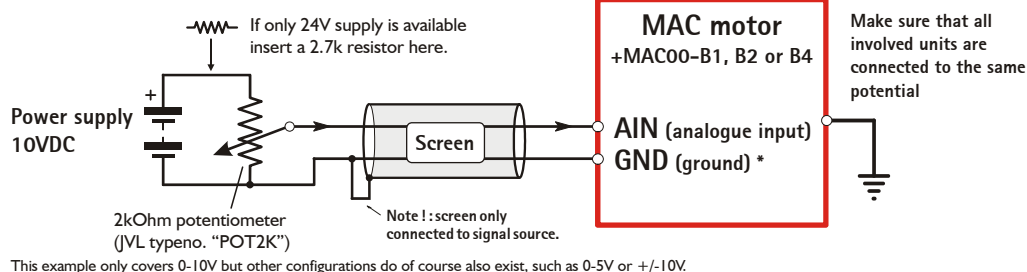 If only 24V supply is available
insert a 2.7k resistor here.
MAC motor
+MAC00-B1, B2 or B4
Make sure that all
involved units are
connected to the same
potential
+
Power supply
10VDC
Screen
AIN (analogue input)
GND (ground) *
2kOhm potentiometer
(JVL typeno. “POT2K”)
Note ! : screen only
connected to signal source.
This example only covers 0-10V but other configurations do of course also exist, such as 0-5V or +/-10V.